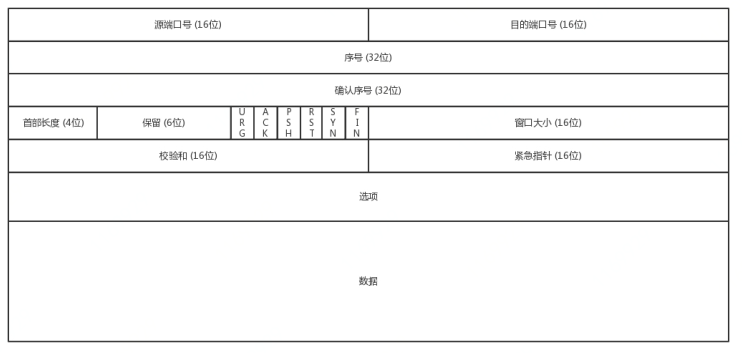 源端口号 (16位)
目的端口号 (16位)
序号 (32位)
确认序号 (32位)
首部长度 (4位)
保留 (6位)
URG
ACK
PSH
RST
SYN
FIN
窗口大小 (16位)
校验和 (16位)
紧急指针 (16位)
选项
数据